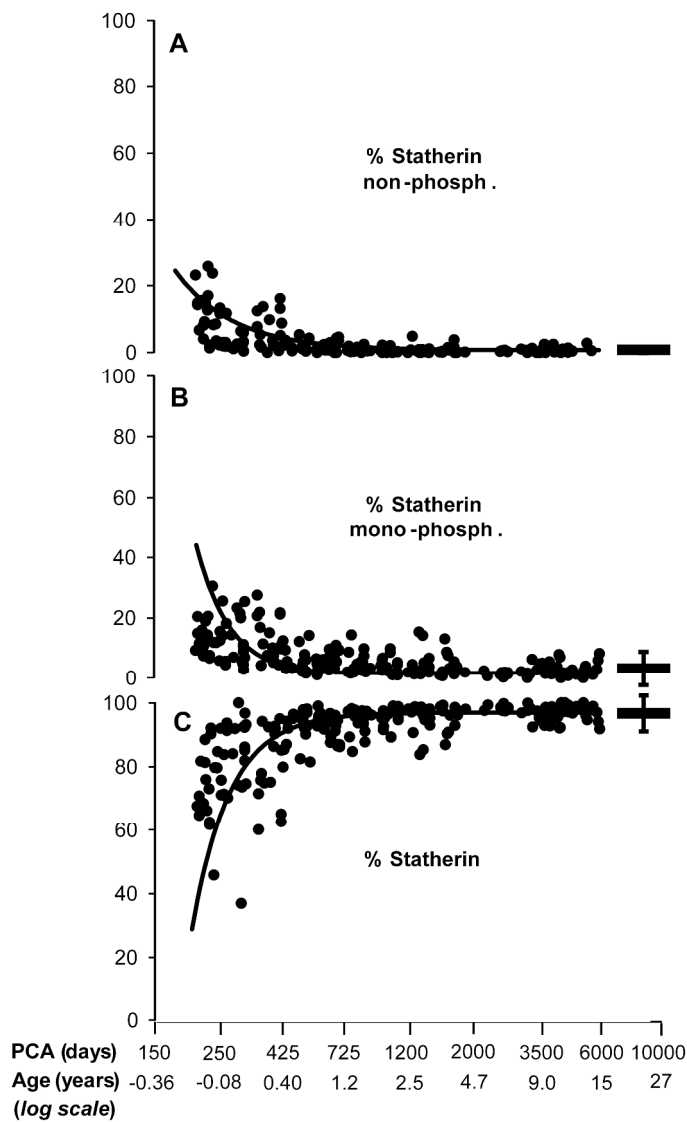 100
A
80
60
% Statherin
non-phosph .
40
20
0
100
B
80
60
% Statherin
mono-phosph .
40
20
0
100
C
80
60
% Statherin
40
20
0
PCA (days) 150 250 425 725 1200 2000 3500 6000 10000
Age (years) -0.36 -0.08 0.40 1.2 2.5 4.7 9.0 15 27
(log scale)